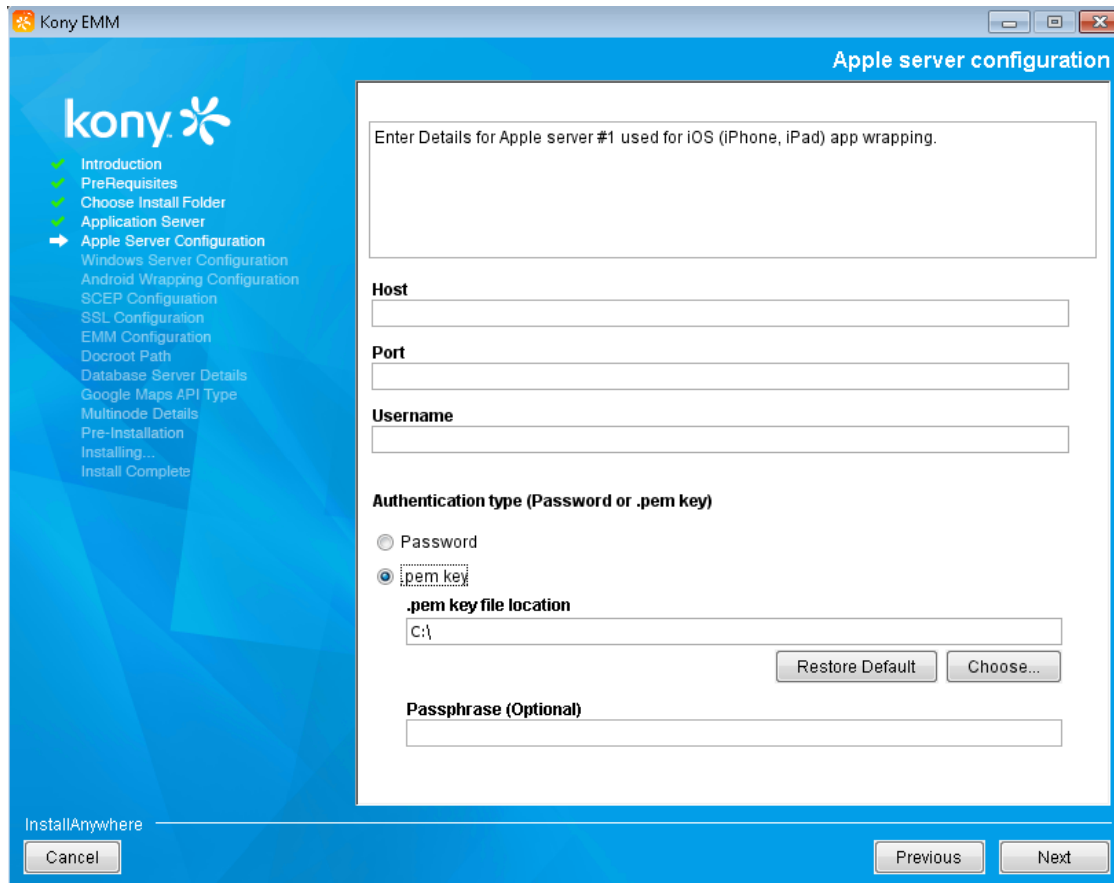 Kony EMM
Apple server configuration
kony
Introduction
PreRequisites
Choose Install Folder
Application Server
Apple Server Configuration
Windows Server Configuration
Android Wrapping Configuration
SCEP Configuration
SSL Configuration
EMM Configuration
Docroot Path
Database Server Details
Google Maps API Type
Multinode Details
Pre-Installation
Installing...
Install Complete
Enter Details for Apple server #1 used for iOS (iPhone, iPad) app wrapping.
Host
Port
Username
Authentication type (Password or .pem key)
Password
.pem key
.pem key file location
C:\
Restore Default
Choose...
Passphrase (Optional)
InstallAnywhere
Cancel
Previous
Next